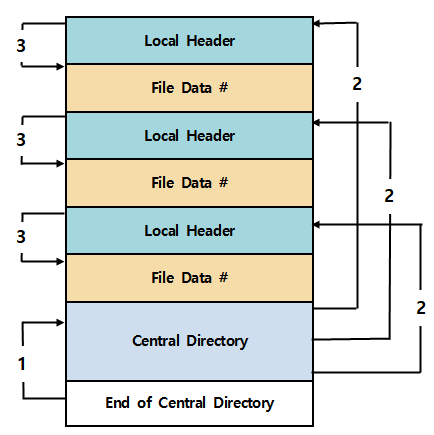 Local Header
3
File Data #
2
Local Header
3
File Data #
2
Local Header
3
File Data #
2
Central Directory
1
End of Central Directory